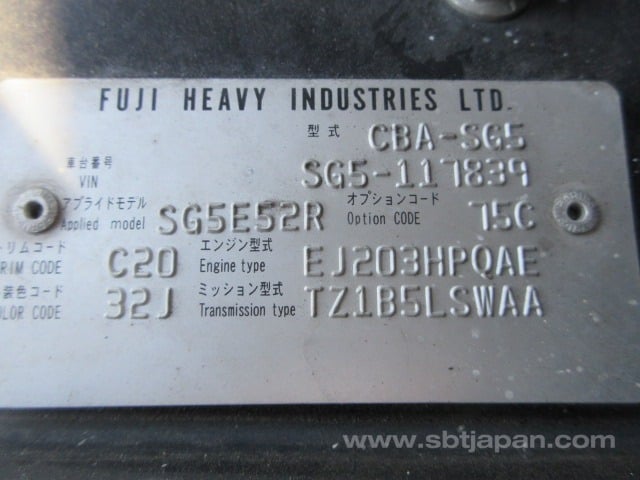 FUJI HEAVY INDUSTRIES LTD.
型式 CBA-SG5
車台番号 VIN SG5-117839
アプライドモデル Applied model SG5E52R オプションコード Option CODE 75C
トリムコード RIM CODE C20 エンジン型式 Engine type EJ203HPQAE
装色コード OLOR CODE 32J ミッション型式 Transmission type TZ1B5LSWAA
www.sbtjapan.com